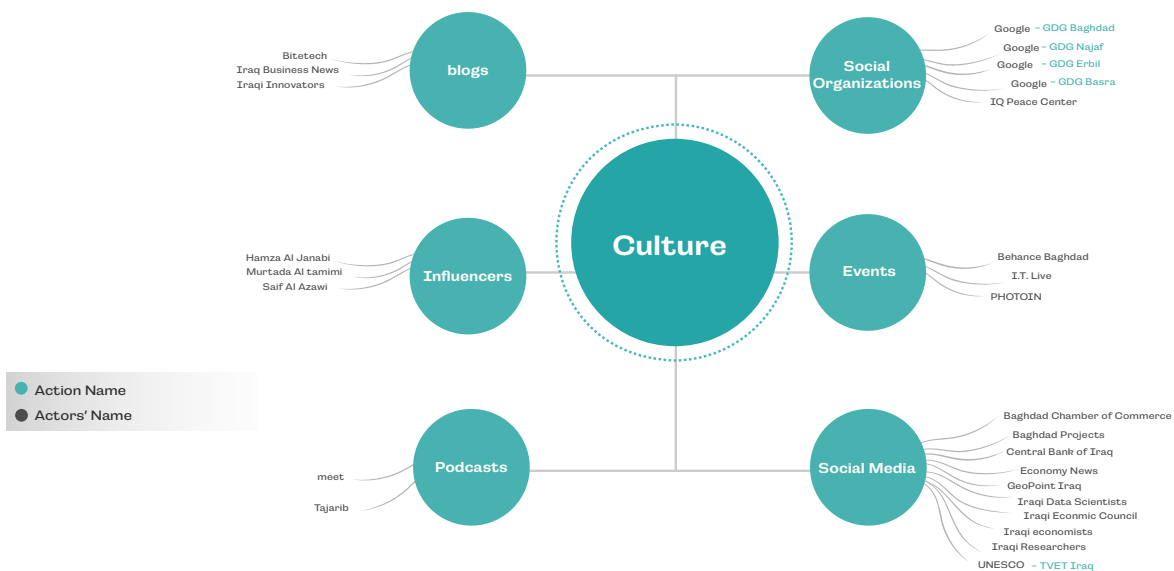 blogs
Bitetech
Iraq Business News
Iraqi Innovators
Social
Organizations
Google - GDG Baghdad
Google - GDG Najaf
Google - GDG Erbil
Google - GDG Basra
IQ Peace Center
Culture
Influencers
Hamza Al Janabi
Murtada Al tamimi
Saif Al Azawi
Events
Behance Baghdad
I.T. Live
PHOTOIN
Action Name
Actors' Name
Podcasts
meet
Tajarib
Social Media
Baghdad Chamber of Commerce
Baghdad Projects
Central Bank of Iraq
Economy News
GeoPoint Iraq
Iraqi Data Scientists
Iraqi Econmic Council
Iraqi economists
Iraqi Researchers
UNESCO - TVET Iraq